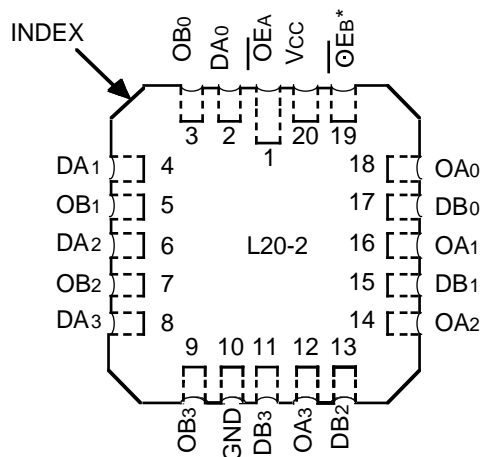 INDEX
OB0 DA0 O̅E̅A VCC O̅E̅B*
3 2 1 20 19
DA1 4 18 OA0
OB1 5 17 DB0
DA2 6 L20-2 16 OA1
OB2 7 15 DB1
DA3 8 14 OA2
9 10 11 12 13
OB3 GND DB3 OA3 DB2